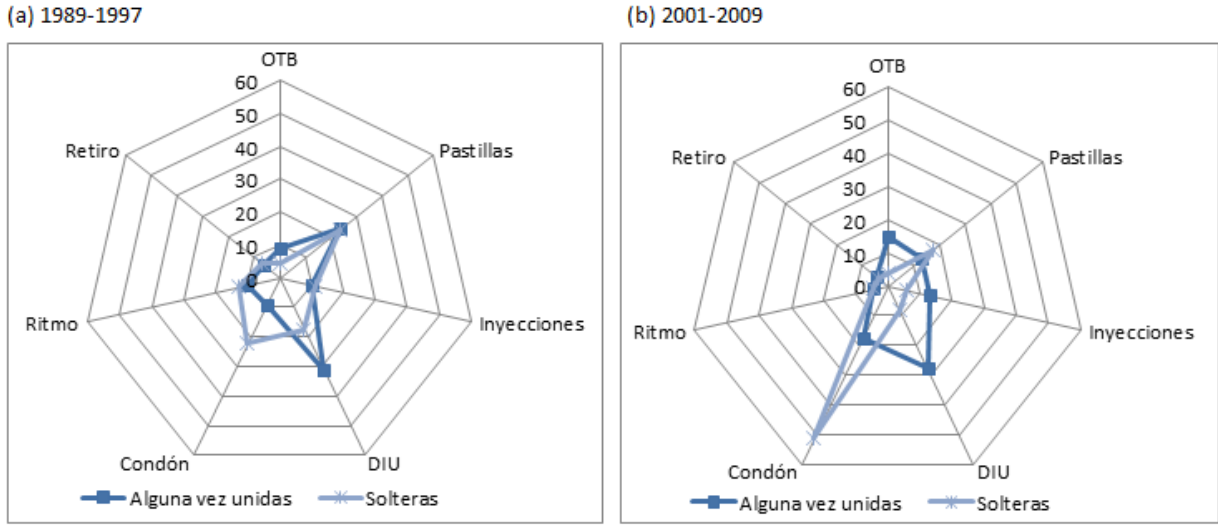 (a) 1989-1997
OTB
60
50
40
30
20
10
0
Pastillas
Inyecciones
DIU
Condón
Ritmo
Retiro
Alguna vez unidas
Solteras
(b) 2001-2009
OTB
60
50
40
30
20
10
0
Pastillas
Inyecciones
DIU
Condón
Ritmo
Retiro
Alguna vez unidas
Solteras